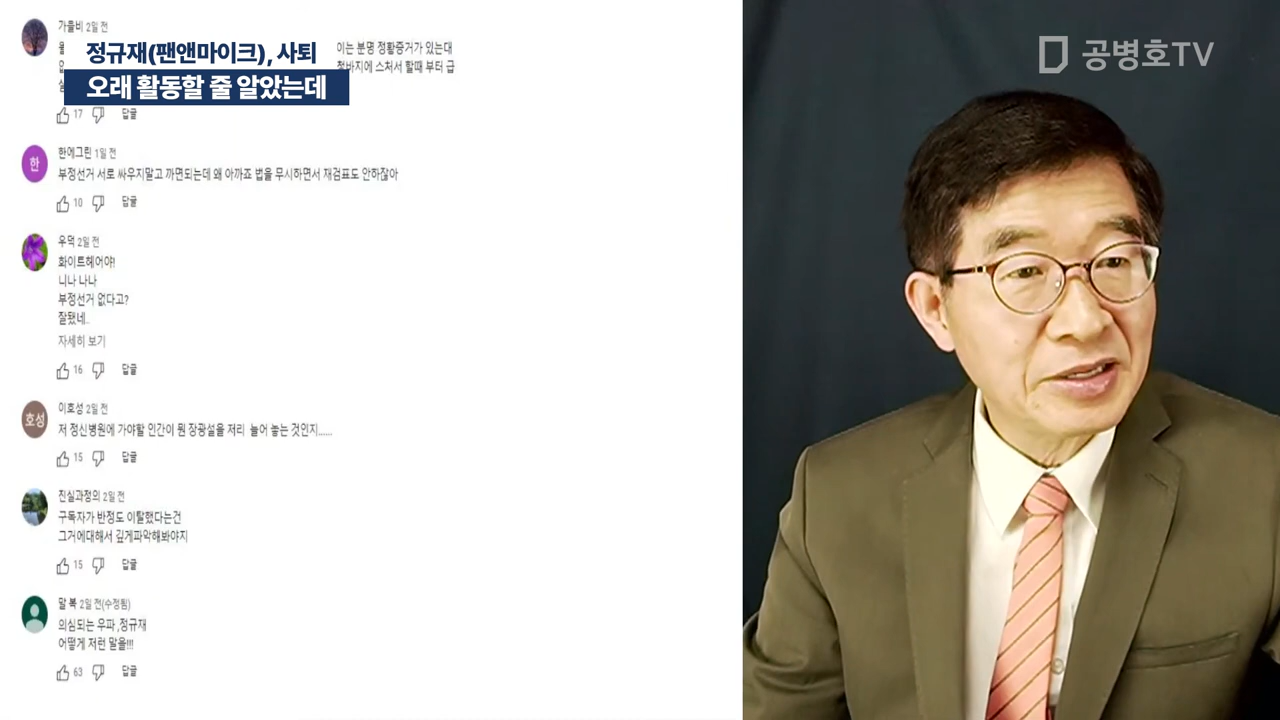 가을비 2일 전
이는 분명 정황증거가 있는대
정규재(팬앤마이크), 사퇴
청바지에 스처서 할때 부터 급
오래 활동할 줄 알았는데
17 답글
공병호TV
한
한에그린 1일 전
부정선거 서로 싸우지말고 까면되는데 왜 아까죠 법을 무시하면서 재검표도 안하잖아
10 답글
우덕 2일 전
화이트헤어야!
니나 나나
부정선거 없다고?
잘됐네..
자세히 보기
16 답글
호성
이호성 2일 전
저 정신병원에 가야할 인간이 뭔 장광설을 저리 늘어 놓는 것인지......
15 답글
진실과정의 2일 전
구독자가 반정도 이탈했다는건
그거에대해서 깊게파악해봐야지
15 답글
말 복 2일 전(수정됨)
의심되는 우파 ,정규재
어떻게 저런 말을!!!
63 답글